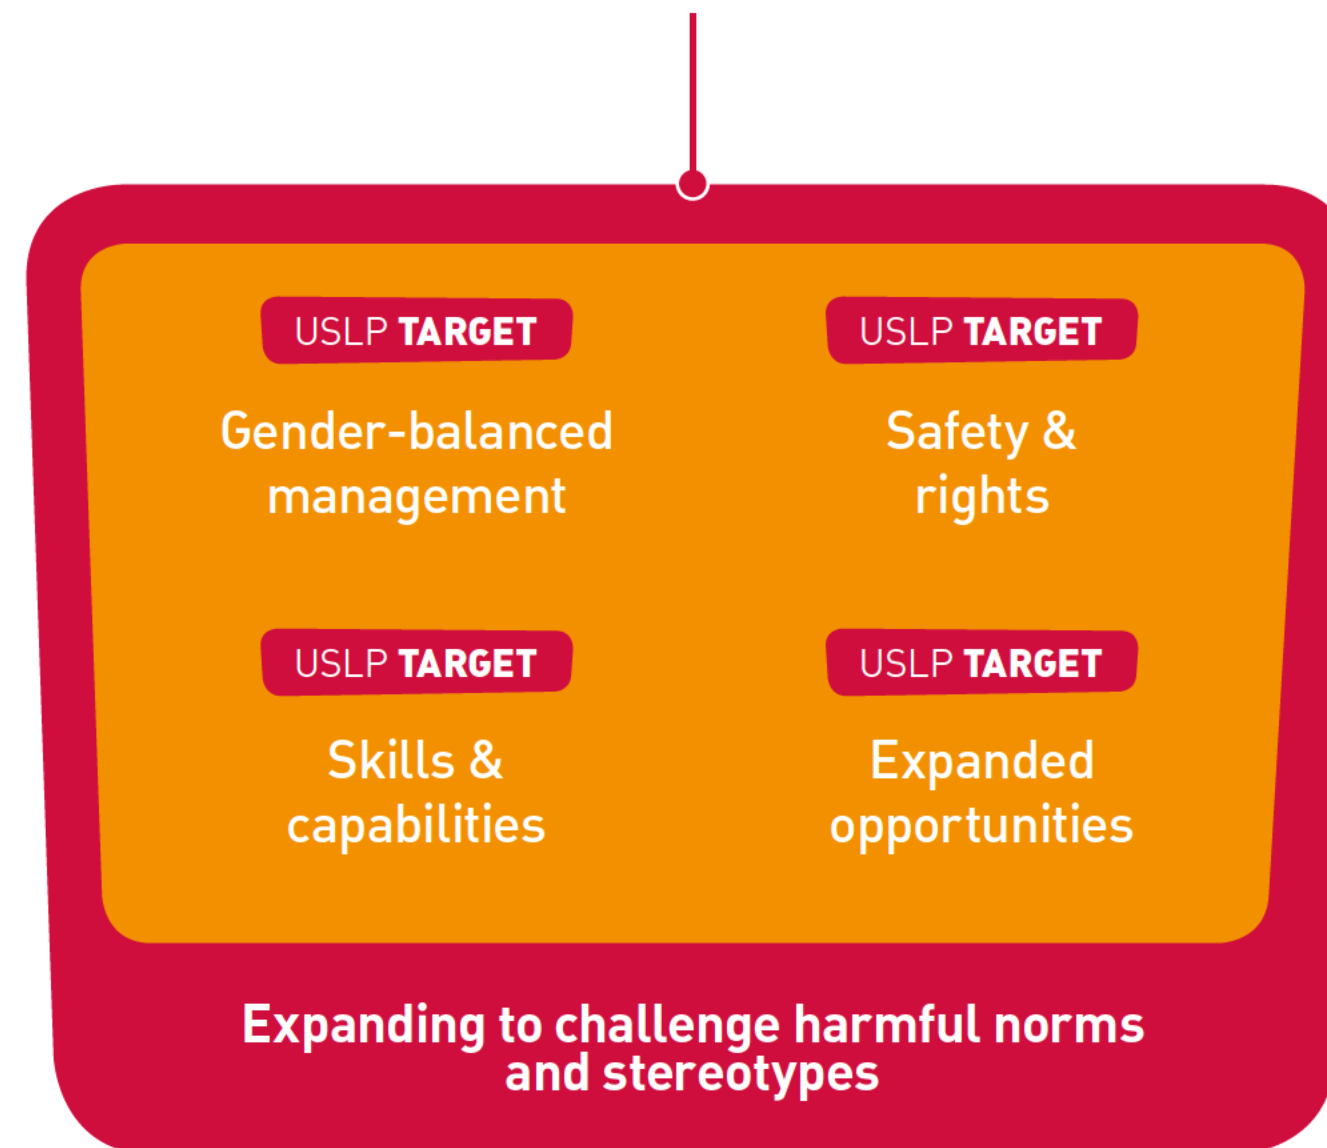 USLP TARGET
Gender-balanced
management
USLP TARGET
Safety &
rights
USLP TARGET
Skills &
capabilities
USLP TARGET
Expanded
opportunities
Expanding to challenge harmful norms
and stereotypes